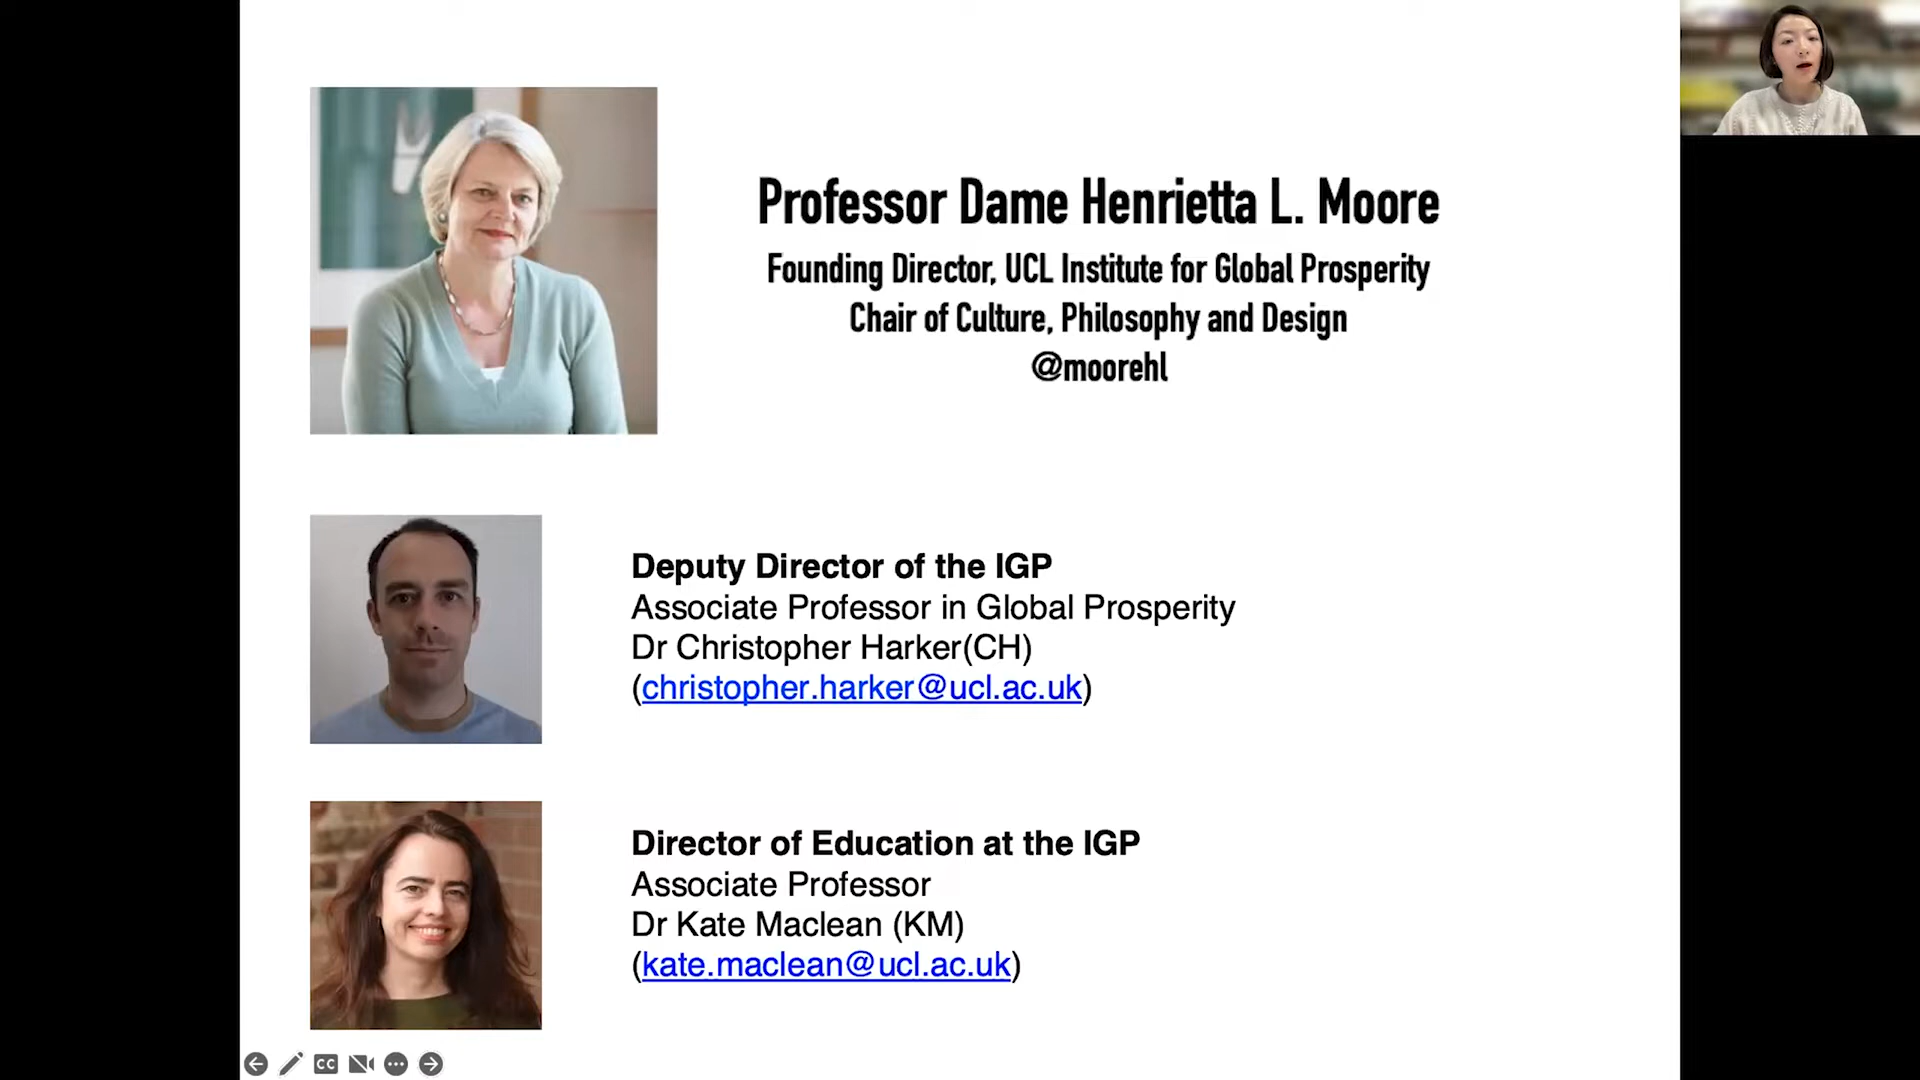 Professor Dame Henrietta L. Moore
Founding Director, UCL Institute for Global Prosperity
Chair of Culture, Philosophy and Design
@moorehl
Deputy Director of the IGP
Associate Professor in Global Prosperity
Dr Christopher Harker(CH)
(christopher.harker@ucl.ac.uk)
Director of Education at the IGP
Associate Professor
Dr Kate Maclean (KM)
(kate.maclean@ucl.ac.uk)
CC